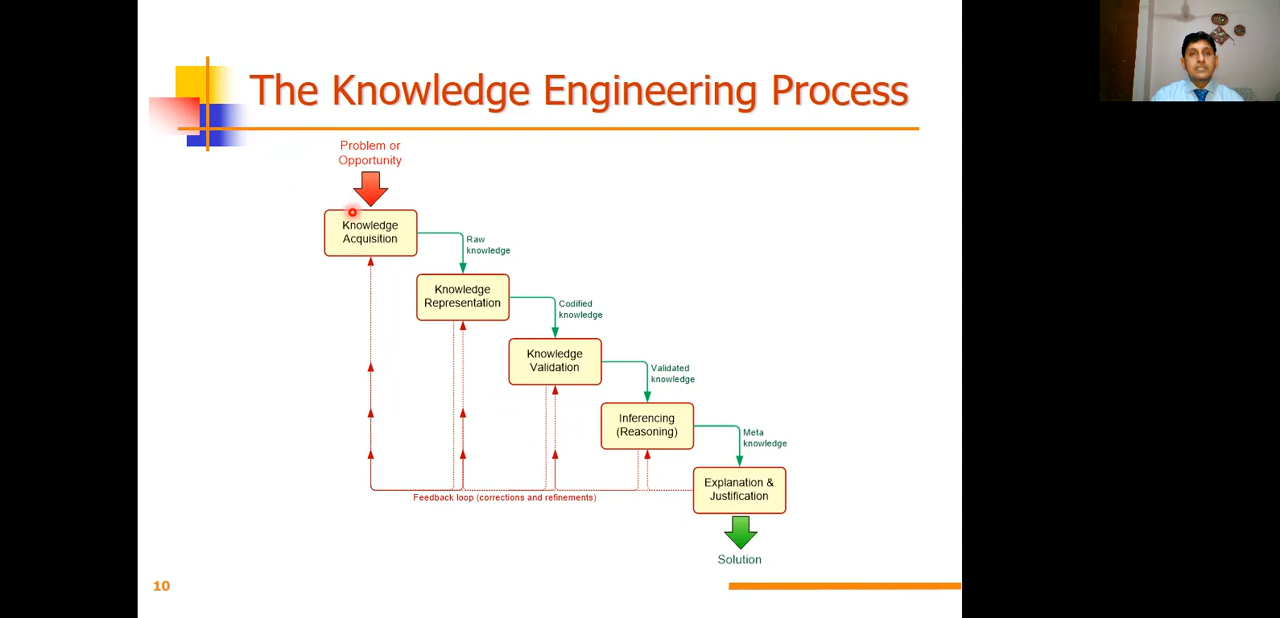 The Knowledge Engineering Process
Problem or
Opportunity
Knowledge
Acquisition
Raw
knowledge
Knowledge
Representation
Codified
knowledge
Knowledge
Validation
Validated
knowledge
Inferencing
(Reasoning)
Meta
knowledge
Explanation &
Justification
Feedback loop (corrections and refinements)
Solution
10